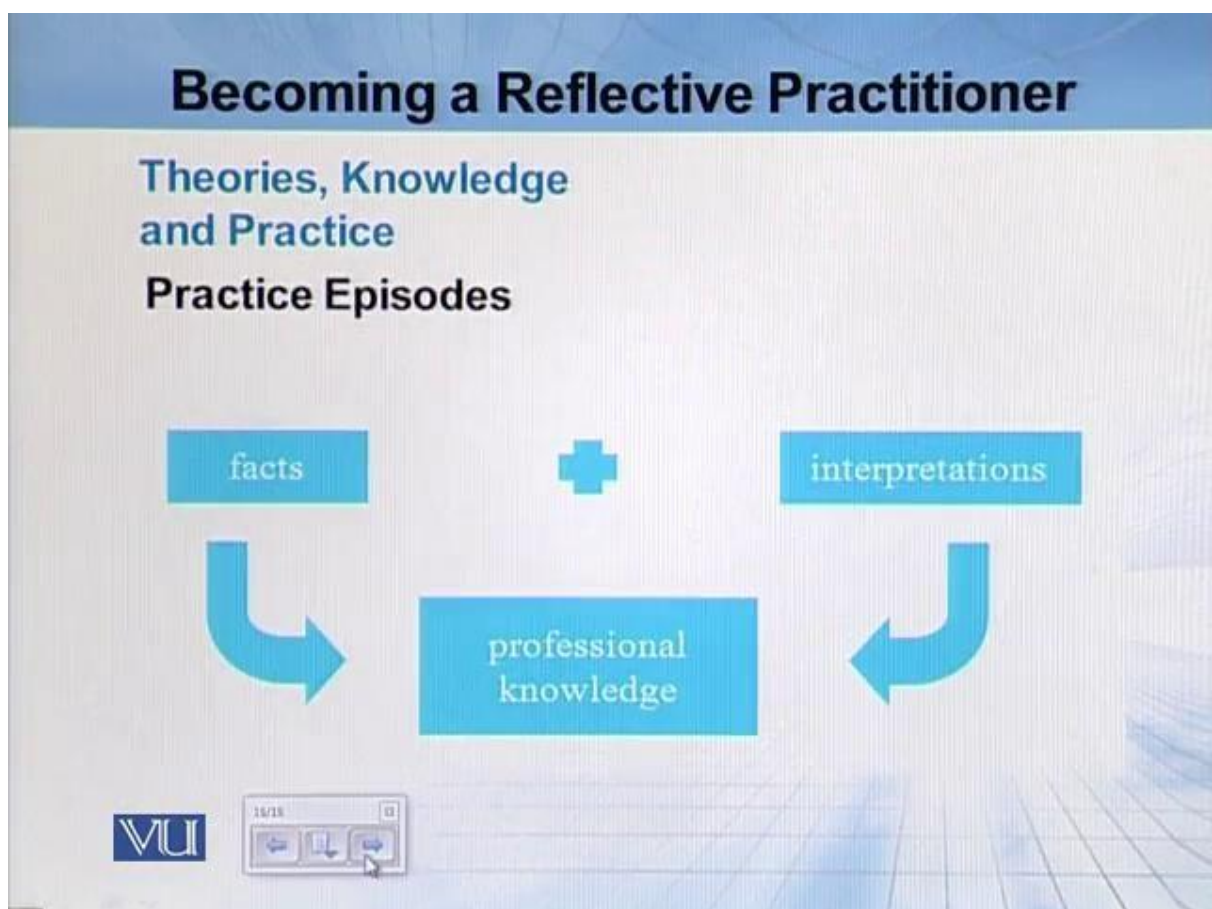 Becoming a Reflective Practitioner
Theories, Knowledge
and Practice
Practice Episodes
facts
interpretations
professional
knowledge
VU